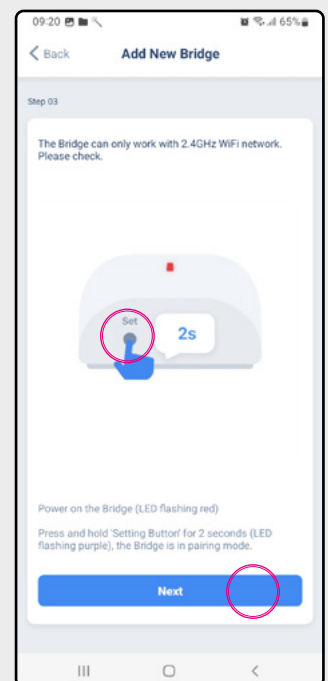 09:20 65%
Back Add New Bridge
Step 03
The Bridge can only work with 2.4GHz WiFi network.
Please check.
Set
2s
Power on the Bridge (LED flashing red)
Press and hold 'Setting Button' for 2 seconds (LED
flashing purple), the Bridge is in pairing mode.
Next